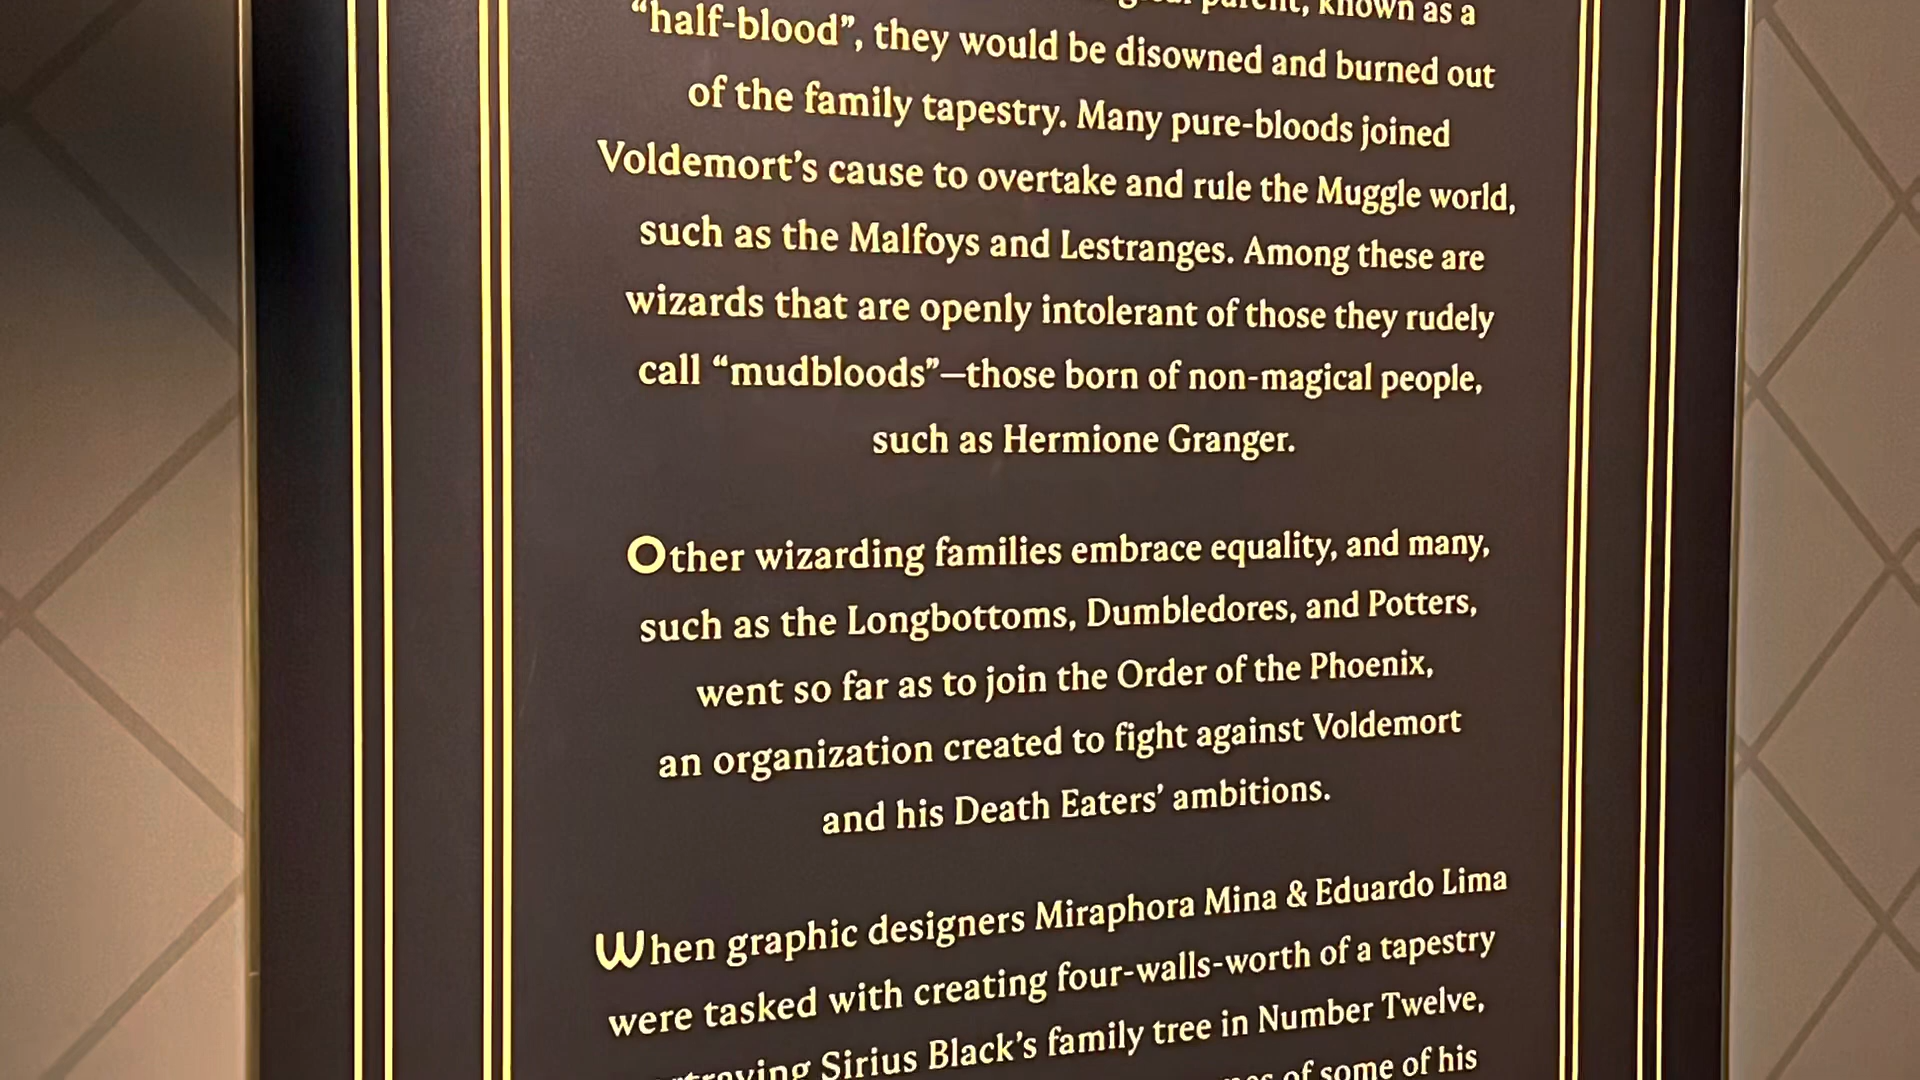 parent, known as a
“half-blood”, they would be disowned and burned out
of the family tapestry. Many pure-bloods joined
Voldemort’s cause to overtake and rule the Muggle world,
such as the Malfoys and Lestranges. Among these are
wizards that are openly intolerant of those they rudely
call “mudbloods”—those born of non-magical people,
such as Hermione Granger.
Other wizarding families embrace equality, and many,
such as the Longbottoms, Dumbledores, and Potters,
went so far as to join the Order of the Phoenix,
an organization created to fight against Voldemort
and his Death Eaters’ ambitions.
When graphic designers Miraphora Mina & Eduardo Lima
were tasked with creating four-walls-worth of a tapestry
Sirius Black’s family tree in Number Twelve,
of some of his